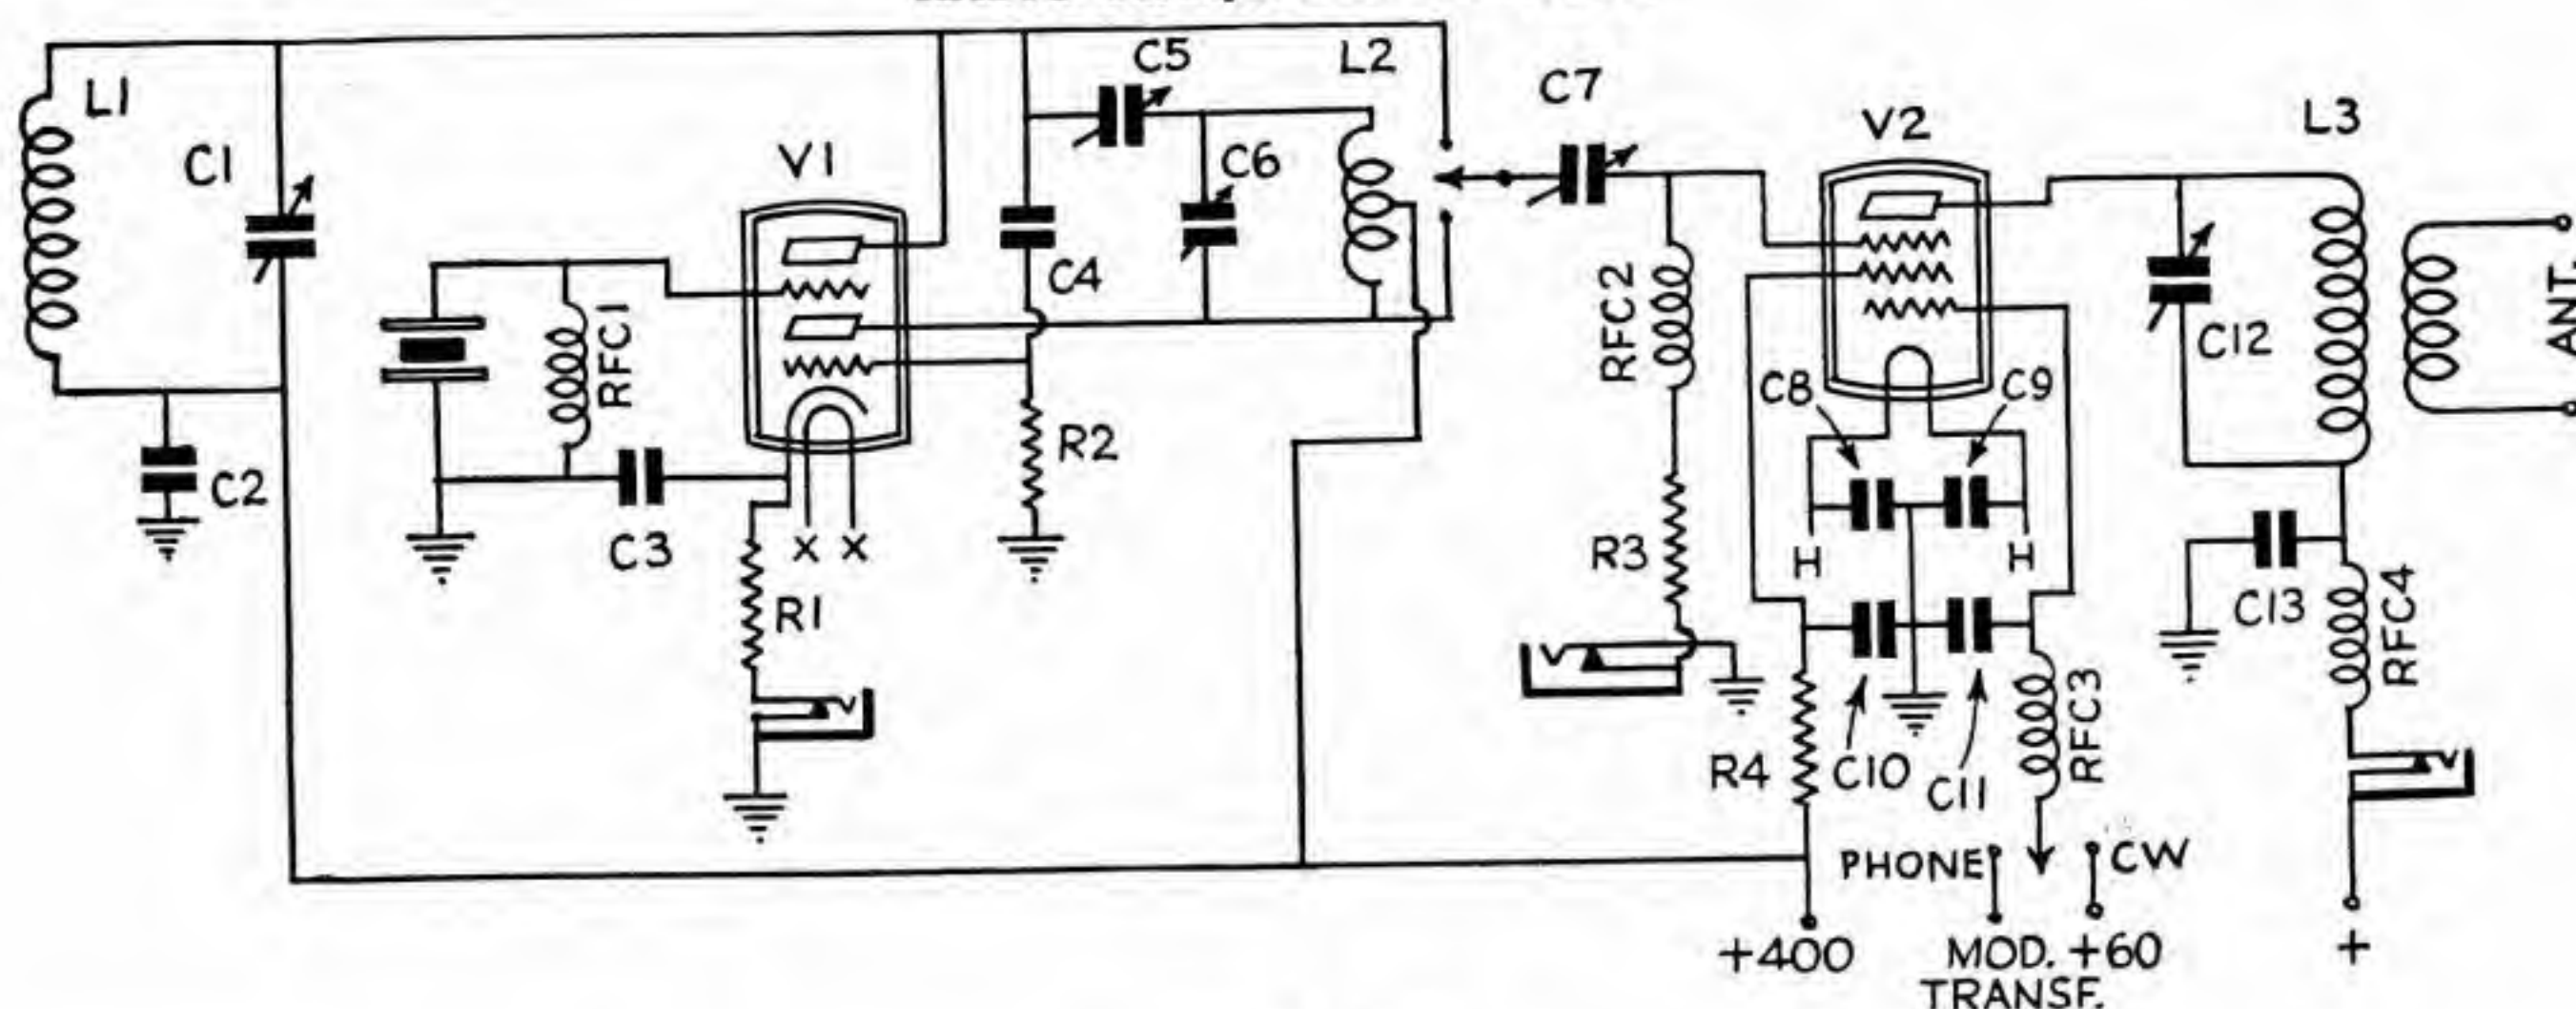 L1
C1
C2
RFC1
C3
V1
X X
R1
C4
R2
C5
C6
L2
C7
RFC2
R3
V2
C8
C9
H
H
R4
C10
C11
RFC3
PHONE
CW
+400
MOD.
TRANSF.
+60
L3
C12
C13
RFC4
+
ANT.